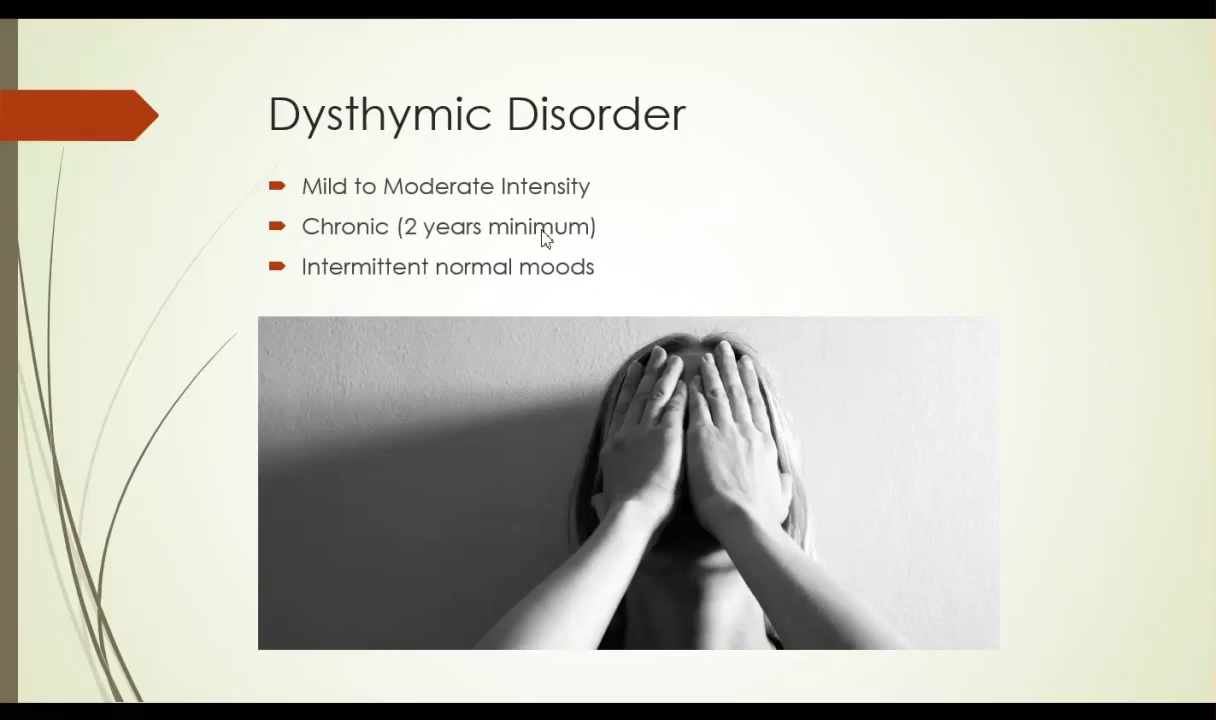 Dysthymic Disorder
Mild to Moderate Intensity
Chronic (2 years minimum)
Intermittent normal moods